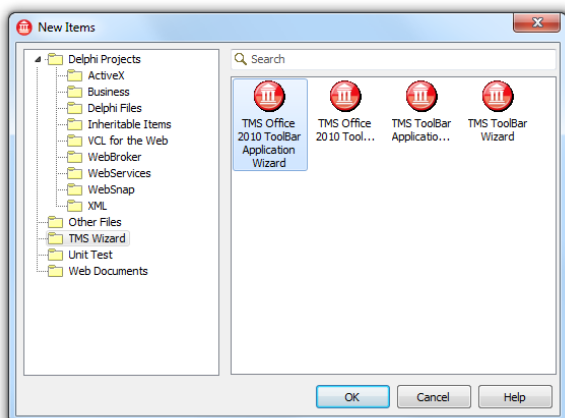 New Items
Delphi Projects
ActiveX
Business
Delphi Files
Inheritable Items
VCL for the Web
WebBroker
WebServices
WebSnap
XML
Other Files
TMS Wizard
Unit Test
Web Documents
Search
TMS Office
2010 ToolBar
Application
Wizard
TMS Office
2010 Tool...
TMS ToolBar
Applicatio...
TMS ToolBar
Wizard
OK
Cancel
Help